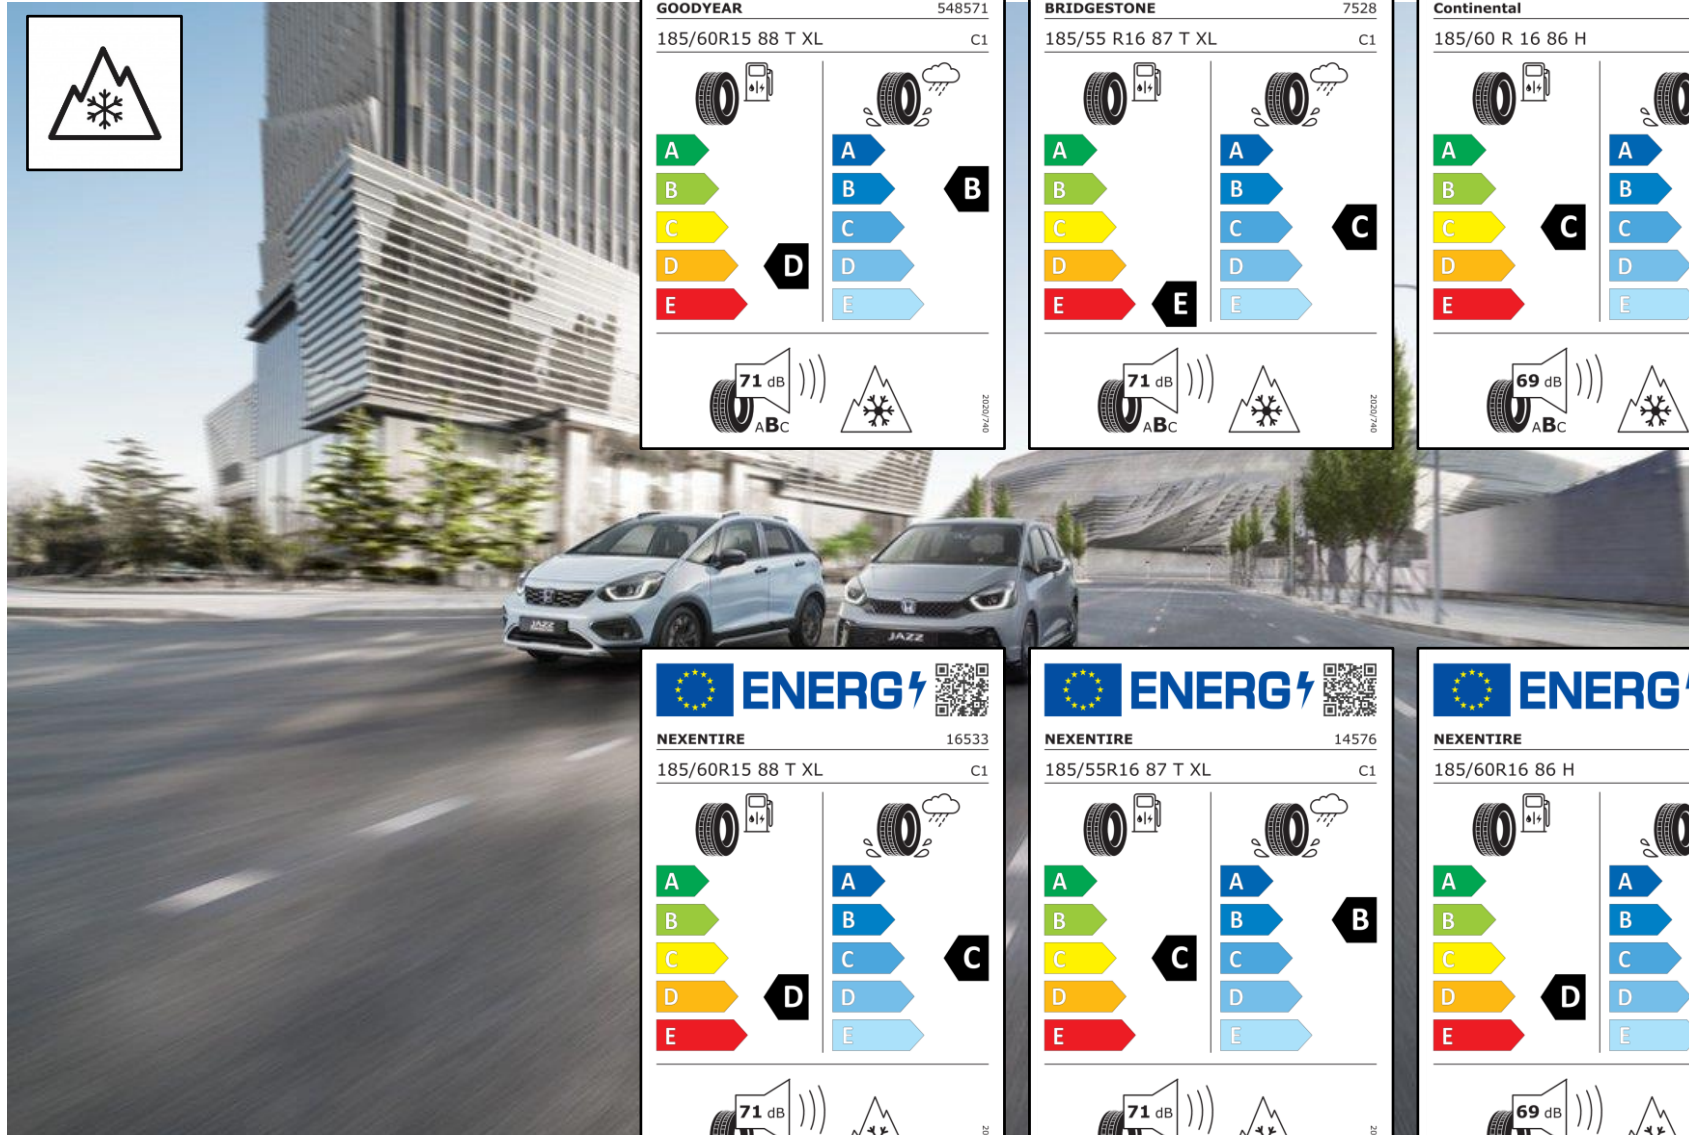 GOODYEAR 548571
185/60R15 88 T XL C1
A
B
C
D
E
D
A
B
C
D
E
B
71 dB
ABC
2020/740
BRIDGESTONE 7528
185/55 R16 87 T XL C1
A
B
C
D
E
E
A
B
C
D
E
C
71 dB
ABC
2020/740
Continental
185/60 R 16 86 H
A
B
C
D
E
C
A
B
C
D
E
69 dB
ABC
JAZZ
JAZZ
ENERG
NEXENTIRE 16533
185/60R15 88 T XL C1
A
B
C
D
E
D
A
B
C
D
E
C
71 dB
20
ENERG
NEXENTIRE 14576
185/55R16 87 T XL C1
A
B
C
D
E
C
A
B
C
D
E
B
71 dB
20
ENERG
NEXENTIRE
185/60R16 86 H
A
B
C
D
E
D
A
B
C
D
E
69 dB